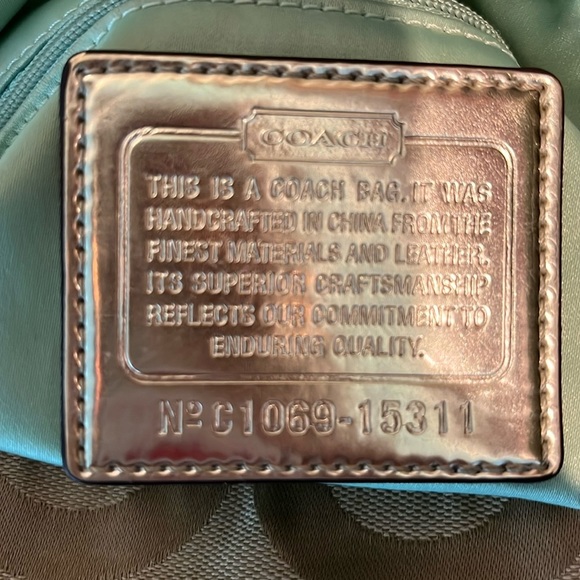 COACH
THIS IS A COACH BAG. IT WAS
HANDCRAFTED IN CHINA FROM THE
FINEST MATERIALS AND LEATHER.
ITS SUPERIOR CRAFTSMANSHIP
REFLECTS OUR COMMITMENT TO
ENDURING QUALITY.
Nº C1069-15311